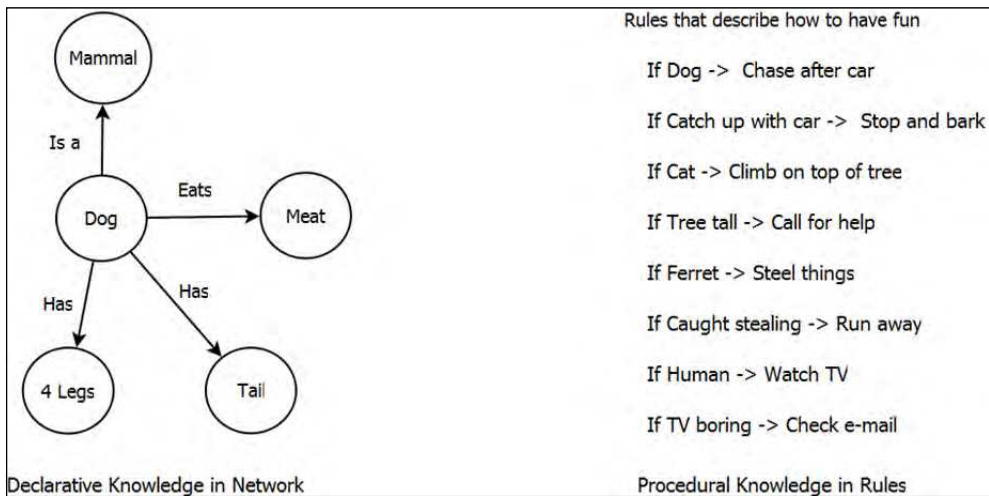 Mammal
Is a
Dog
Eats
Meat
Has
Has
4 Legs
Tail
Declarative Knowledge in Network
Rules that describe how to have fun
If Dog -> Chase after car
If Catch up with car -> Stop and bark
If Cat -> Climb on top of tree
If Tree tall -> Call for help
If Ferret -> Steel things
If Caught stealing -> Run away
If Human -> Watch TV
If TV boring -> Check e-mail
Procedural Knowledge in Rules